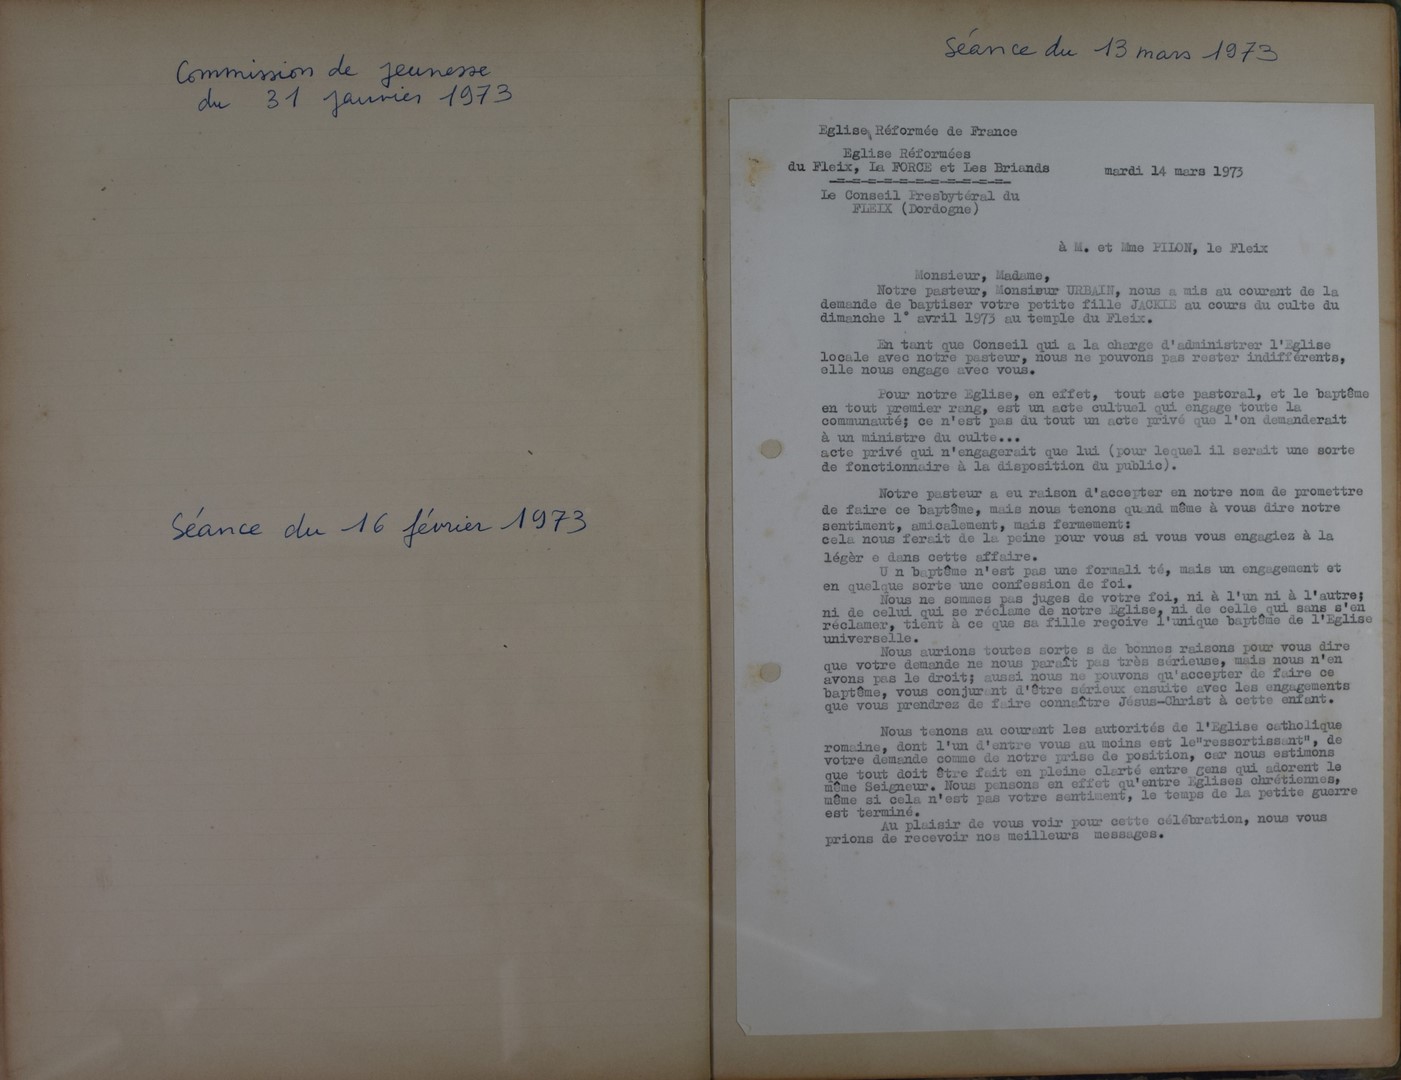 Commission de jeunesse
du 31 janvier 1973
Séance du 16 février 1973
Séance du 13 mars 1973
Eglise Réformée de France
Eglise Réformées
du Fleix, La FORCE et Les Briands
mardi 14 mars 1973
-=-=-=-=-=-=-=-=-=-=-
Le Conseil Presbytéral du
FLEIX (Dordogne)
à M. et Mme PILON, le Fleix
Monsieur, Madame,
Notre pasteur, Monsieur URBAIN, nous a mis au courant de la
demande de baptiser votre petite fille JACKIE au cours du culte du
dimanche 1° avril 1973 au temple du Fleix.
En tant que Conseil qui a la charge d'administrer l'Eglise
locale avec notre pasteur, nous ne pouvons pas rester indifférents,
elle nous engage avec vous.
Pour notre Eglise, en effet, tout acte pastoral, et le baptême
en tout premier rang, est un acte cultuel qui engage toute la
communauté; ce n'est pas du tout un acte privé que l'on demanderait
à un ministre du culte...
acte privé qui n'engagerait que lui (pour lequel il serait une sorte
de fonctionnaire à la disposition du public).
Notre pasteur a eu raison d'accepter en notre nom de promettre
de faire ce baptême, mais nous tenons quand même à vous dire notre
sentiment, amicalement, mais fermement:
cela nous ferait de la peine pour vous si vous vous engagiez à la
légèr e dans cette affaire.
U n baptême n'est pas une formali té, mais un engagement et
en quelque sorte une confession de foi.
Nous ne sommes pas juges de votre foi, ni à l'un ni à l'autre;
ni de celui qui se réclame de notre Eglise, ni de celle qui sans s'en
réclamer, tient à ce que sa fille reçoive l'unique baptême de l'Eglise
universelle.
Nous aurions toutes sorte s de bonnes raisons pour vous dire
que votre demande ne nous paraît pas très sérieuse, mais nous n'en
avons pas le droit; aussi nous ne pouvons qu'accepter de faire ce
baptême, vous conjurant d'être sérieux ensuite avec les engagements
que vous prendrez de faire connaître Jésus-Christ à cette enfant.
Nous tenons au courant les autorités de l'Eglise catholique
romaine, dont l'un d'entre vous au moins est le"ressortissant", de
votre demande comme de notre prise de position, car nous estimons
que tout doit être fait en pleine clarté entre gens qui adorent le
même Seigneur. Nous pensons en effet qu'entre Eglises chrétiennes,
même si cela n'est pas votre sentiment, le temps de la petite guerre
est terminé.
Au plaisir de vous voir pour cette célébration, nous vous
prions de recevoir nos meilleurs messages.